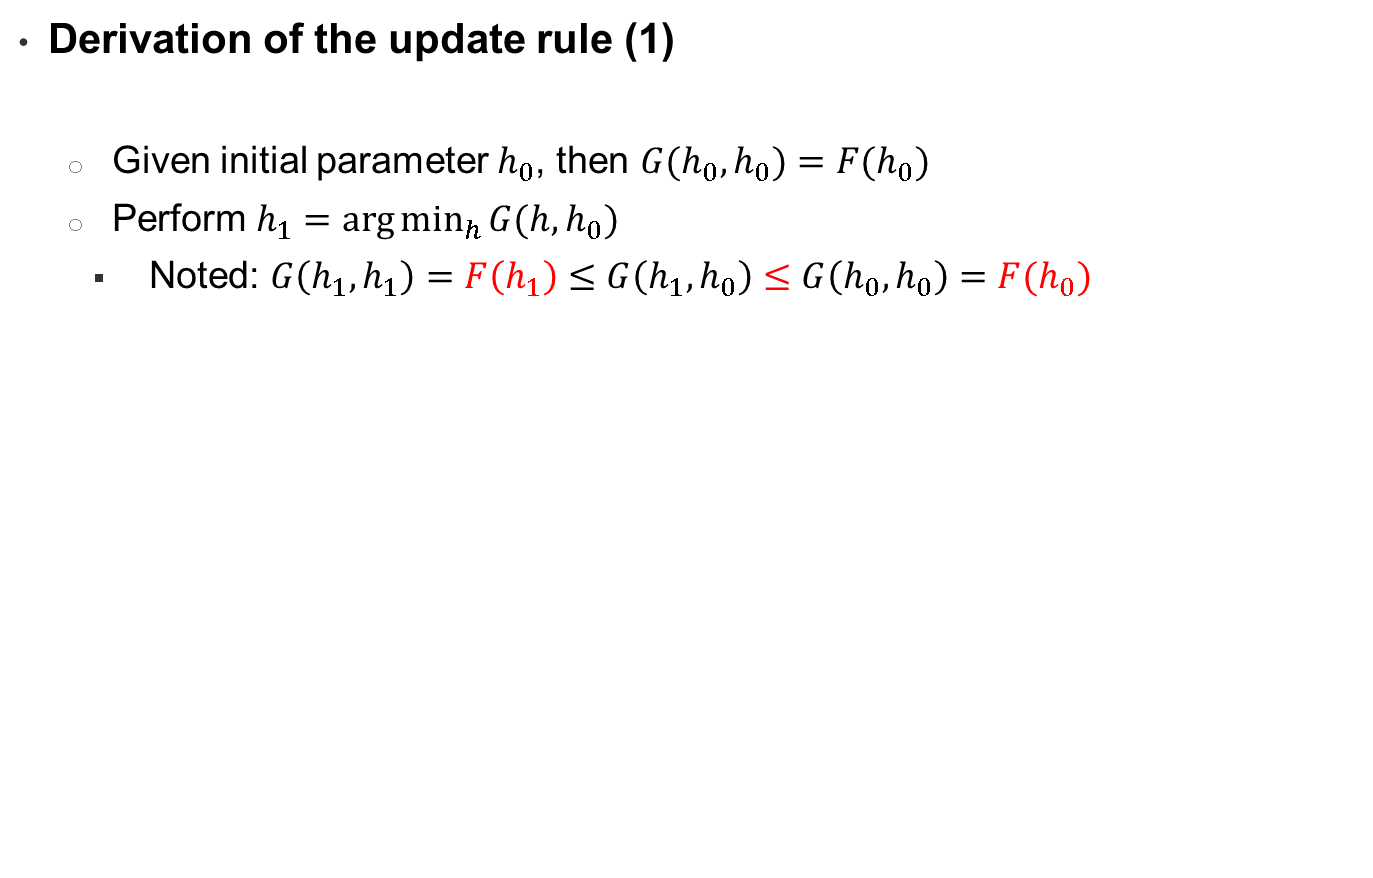 • Derivation of the update rule (1)
○ Given initial parameter ℎ₀, then 𝐺(ℎ₀, ℎ₀) = 𝐹(ℎ₀)
○ Perform ℎ₁ = arg minₕ 𝐺(ℎ, ℎ₀)
▪ Noted: 𝐺(ℎ₁, ℎ₁) = 𝐹(ℎ₁) ≤ 𝐺(ℎ₁, ℎ₀) ≤ 𝐺(ℎ₀, ℎ₀) = 𝐹(ℎ₀)